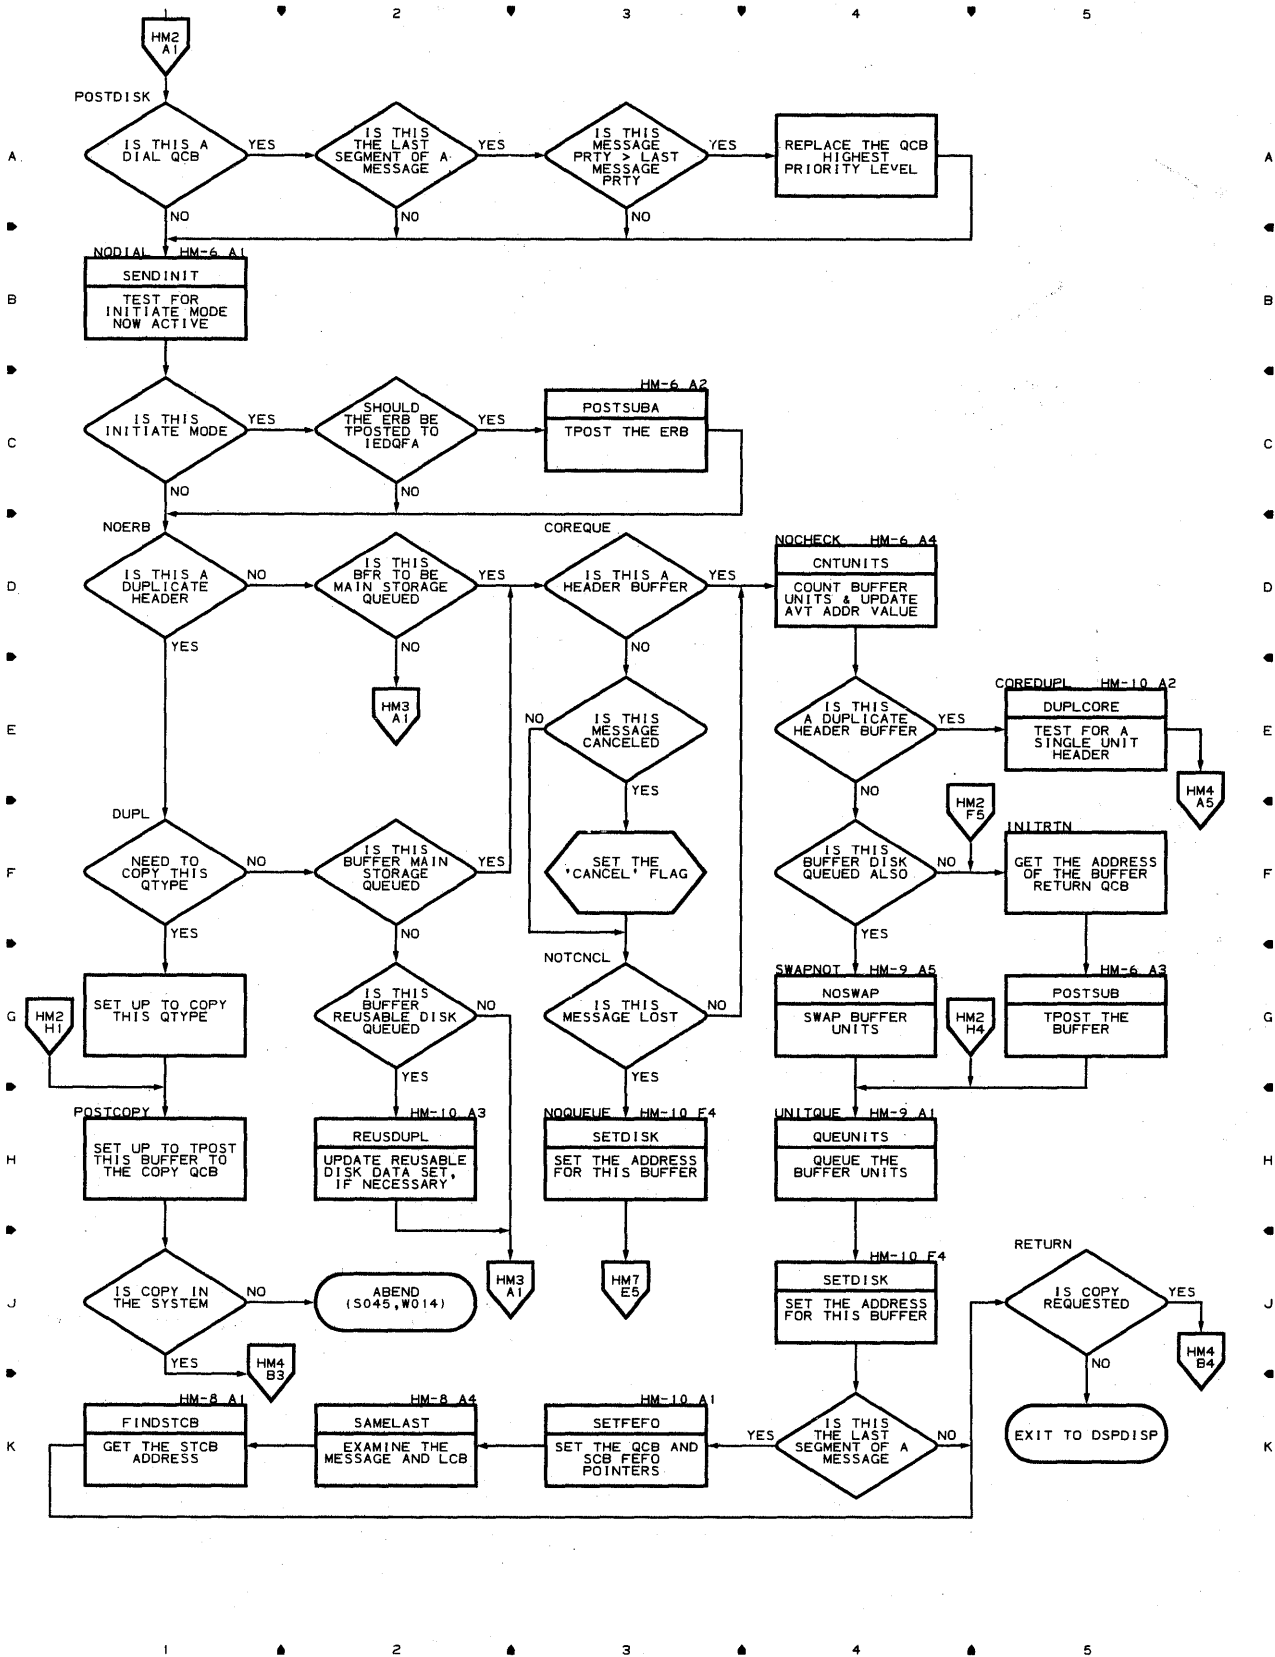 1 2 3 4 5
HM2
A1
POSTDISK
A
IS THIS A
DIAL QCB
YES
NO
IS THIS
THE LAST
SEGMENT OF A
MESSAGE
YES
NO
IS THIS
MESSAGE
PRTY > LAST
MESSAGE
PRTY
YES
NO
REPLACE THE QCB
HIGHEST
PRIORITY LEVEL
A
NODIAL HM-6 A1
B
SENDINIT
TEST FOR
INITIATE MODE
NOW ACTIVE
B
C
IS THIS
INITIATE MODE
YES
NO
SHOULD
THE ERB BE
TPOSTED TO
IEDQFA
YES
NO
HM-6 A2
POSTSUBA
TPOST THE ERB
C
NOERB
D
IS THIS A
DUPLICATE
HEADER
NO
YES
IS THIS
BFR TO BE
MAIN STORAGE
QUEUED
YES
NO
HM3
A1
COREQUE
IS THIS A
HEADER BUFFER
YES
NO
NOCHECK HM-6 A4
CNTUNITS
COUNT BUFFER
UNITS & UPDATE
AVT ADDR VALUE
D
E
IS THIS
MESSAGE
CANCELED
NO
YES
IS THIS
A DUPLICATE
HEADER BUFFER
YES
NO
COREDUPL HM-10 A2
DUPLCORE
TEST FOR A
SINGLE UNIT
HEADER
HM4
A5
E
DUPL
F
NEED TO
COPY THIS
QTYPE
NO
YES
IS THIS
BUFFER MAIN
STORAGE
QUEUED
YES
NO
SET THE
'CANCEL' FLAG
IS THIS
BUFFER DISK
QUEUED ALSO
NO
YES
HM2
F5
INITRTN
GET THE ADDRESS
OF THE BUFFER
RETURN QCB
F
G
HM2
H1
SET UP TO COPY
THIS QTYPE
IS THIS
BUFFER
REUSABLE DISK
QUEUED
NO
YES
NOTCNCL
IS THIS
MESSAGE LOST
NO
YES
SWAPNOT HM-9 A5
NOSWAP
SWAP BUFFER
UNITS
HM2
H4
HM-6 A3
POSTSUB
TPOST THE
BUFFER
G
POSTCOPY
H
SET UP TO TPOST
THIS BUFFER TO
THE COPY QCB
HM-10 A3
REUSDUPL
UPDATE REUSABLE
DISK DATA SET,
IF NECESSARY
NOQUEUE HM-10 F4
SETDISK
SET THE ADDRESS
FOR THIS BUFFER
UNITQUE HM-9 A1
QUEUNITS
QUEUE THE
BUFFER UNITS
H
J
IS COPY IN
THE SYSTEM
NO
YES
HM4
B3
ABEND
(S045,W014)
HM3
A1
HM7
E5
HM-10 F4
SETDISK
SET THE ADDRESS
FOR THIS BUFFER
RETURN
IS COPY
REQUESTED
YES
NO
HM4
B4
J
K
HM-8 A1
FINDSTCB
GET THE STCB
ADDRESS
HM-8 A4
SAMELAST
EXAMINE THE
MESSAGE AND LCB
HM-10 A1
SETFEFO
SET THE QCB AND
SCB FEFO
POINTERS
YES
IS THIS
THE LAST
SEGMENT OF A
MESSAGE
NO
EXIT TO DSPDISP
K
1 2 3 4 5